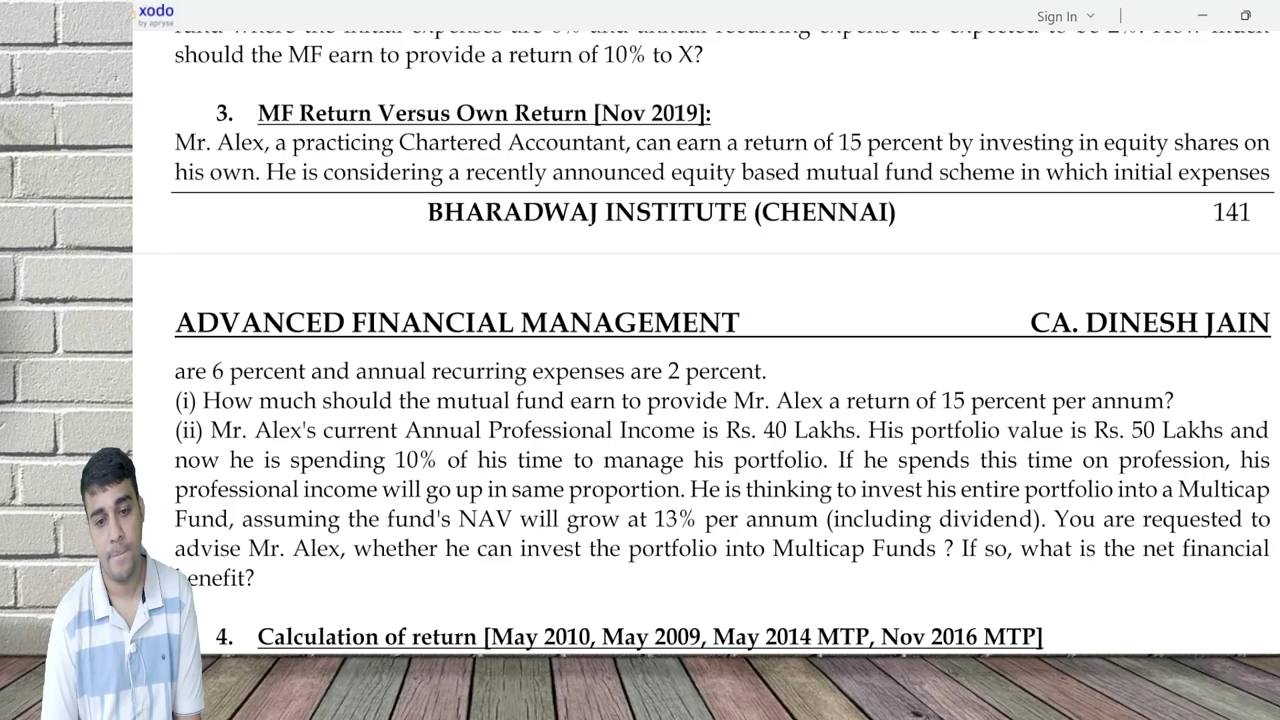 xodo
by apryse
Sign In
should the MF earn to provide a return of 10% to X?
3. MF Return Versus Own Return [Nov 2019]:
Mr. Alex, a practicing Chartered Accountant, can earn a return of 15 percent by investing in equity shares on
his own. He is considering a recently announced equity based mutual fund scheme in which initial expenses
BHARADWAJ INSTITUTE (CHENNAI) 141
ADVANCED FINANCIAL MANAGEMENT CA. DINESH JAIN
are 6 percent and annual recurring expenses are 2 percent.
(i) How much should the mutual fund earn to provide Mr. Alex a return of 15 percent per annum?
(ii) Mr. Alex's current Annual Professional Income is Rs. 40 Lakhs. His portfolio value is Rs. 50 Lakhs and
now he is spending 10% of his time to manage his portfolio. If he spends this time on profession, his
professional income will go up in same proportion. He is thinking to invest his entire portfolio into a Multicap
Fund, assuming the fund's NAV will grow at 13% per annum (including dividend). You are requested to
advise Mr. Alex, whether he can invest the portfolio into Multicap Funds ? If so, what is the net financial
enefit?
4. Calculation of return [May 2010, May 2009, May 2014 MTP, Nov 2016 MTP]